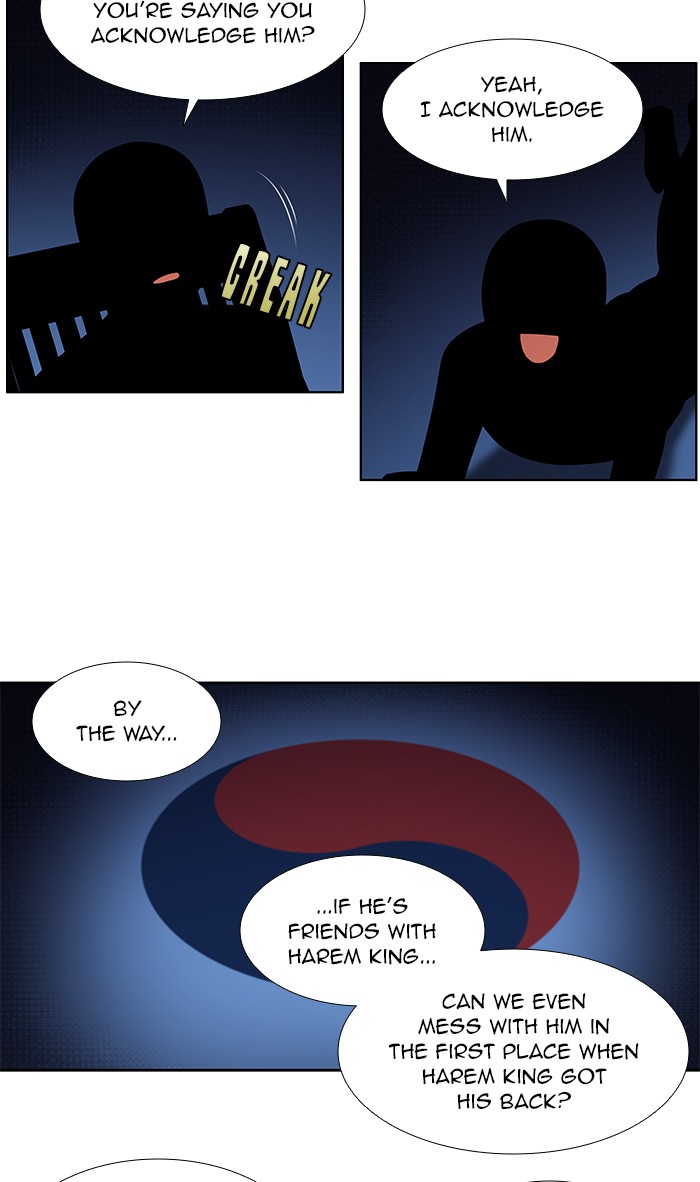 YOU'RE SAYING YOU
ACKNOWLEDGE HIM?
YEAH,
I ACKNOWLEDGE
HIM.
CREAK
BY
THE WAY...
...IF HE'S
FRIENDS WITH
HAREM KING...
CAN WE EVEN
MESS WITH HIM IN
THE FIRST PLACE WHEN
HAREM KING GOT
HIS BACK?